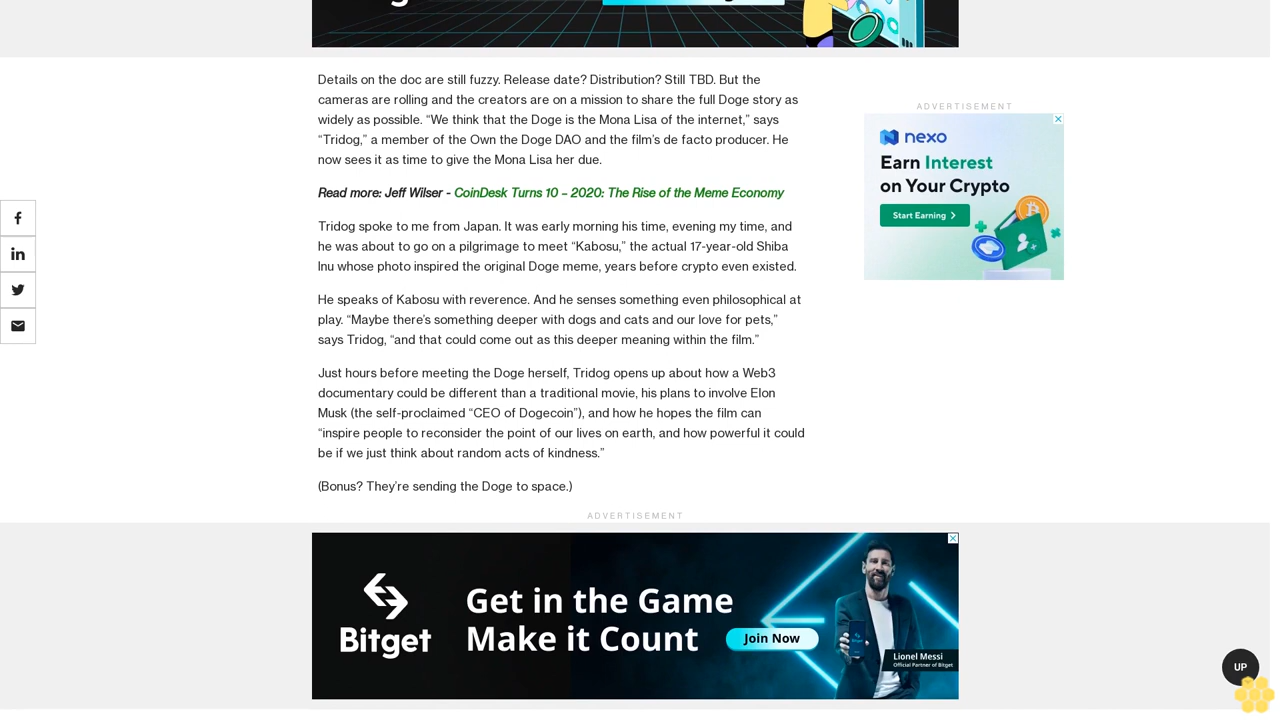 Details on the doc are still fuzzy. Release date? Distribution? Still TBD. But the
cameras are rolling and the creators are on a mission to share the full Doge story as
widely as possible. “We think that the Doge is the Mona Lisa of the internet,” says
“Tridog,” a member of the Own the Doge DAO and the film’s de facto producer. He
now sees it as time to give the Mona Lisa her due.
Read more: Jeff Wilser - CoinDesk Turns 10 – 2020: The Rise of the Meme Economy
Tridog spoke to me from Japan. It was early morning his time, evening my time, and
he was about to go on a pilgrimage to meet “Kabosu,” the actual 17-year-old Shiba
Inu whose photo inspired the original Doge meme, years before crypto even existed.
He speaks of Kabosu with reverence. And he senses something even philosophical at
play. “Maybe there’s something deeper with dogs and cats and our love for pets,”
says Tridog, “and that could come out as this deeper meaning within the film.”
Just hours before meeting the Doge herself, Tridog opens up about how a Web3
documentary could be different than a traditional movie, his plans to involve Elon
Musk (the self-proclaimed “CEO of Dogecoin”), and how he hopes the film can
“inspire people to reconsider the point of our lives on earth, and how powerful it could
be if we just think about random acts of kindness.”
(Bonus? They’re sending the Doge to space.)
ADVERTISEMENT
nexo
Earn Interest
on Your Crypto
Start Earning
ADVERTISEMENT
Bitget
Get in the Game
Make it Count
Join Now
Lionel Messi
Official Partner of Bitget
UP